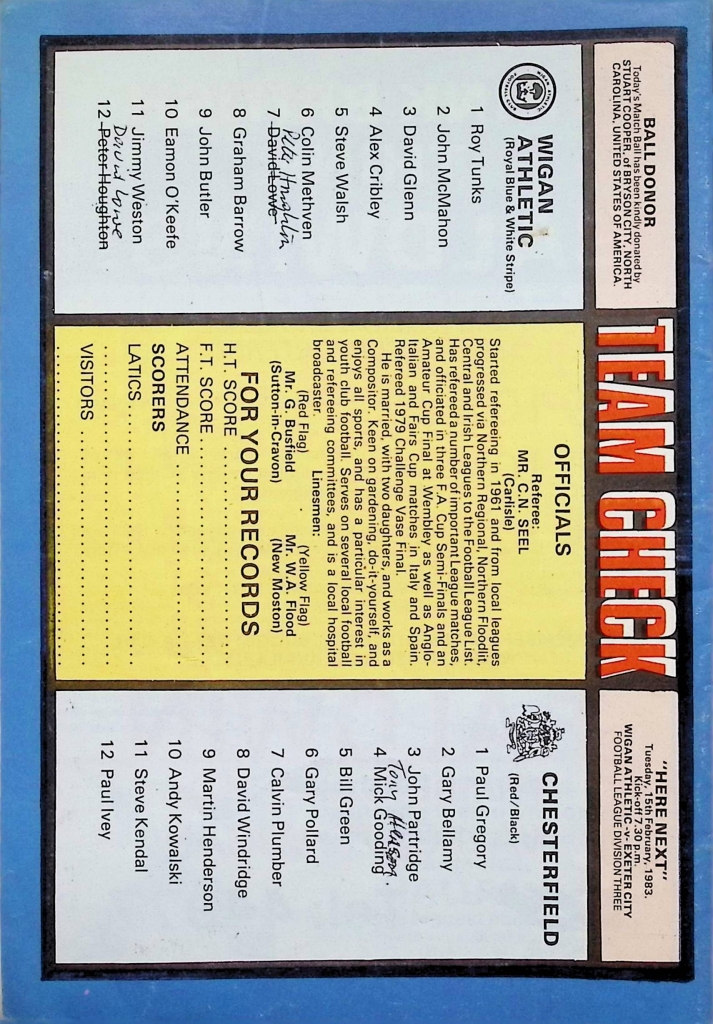 BALL DONOR
Today's Match Ball has been kindly donated by
STUART COOPER, of BRYSON CITY, NORTH
CAROLINA, UNITED STATES OF AMERICA.
TEAM CHECK
"HERE NEXT"
Tuesday, 15th February, 1983.
Kick-off 7.30 p.m.
WIGAN ATHLETIC -v- EXETER CITY
FOOTBALL LEAGUE DIVISION THREE
WIGAN
ATHLETIC
(Royal Blue & White Stripe)
1 Roy Tunks
2 John McMahon
3 David Glenn
4 Alex Cribley
5 Steve Walsh
6 Colin Methven
Pete Houghton
7 David Lowe
8 Graham Barrow
9 John Butler
10 Eamon O'Keefe
11 Jimmy Weston
David Lowe
12 Peter Houghton
OFFICIALS
Referee:
MR. C.N. SEEL
(Carlisle)
Started refereeing in 1961 and from local leagues
progressed via Northern Regional, Northern Floodlit,
Central and Irish Leagues to the Football League List.
Has refereed a number of important League matches,
and officiated in three F.A. Cup Semi-Finals and an
Amateur Cup Final at Wembley as well as Anglo-
Italian and Fairs Cup matches in Italy and Spain.
Refereed 1979 Challenge Vase Final.
He is married, with two daughters, and works as a
Compositor. Keen on gardening, do-it-yourself, and
enjoys all sports, and has a particular interest in
youth club football. Serves on several local football
and refereeing committees, and is a local hospital
broadcaster.
Linesmen:
(Red Flag) (Yellow Flag)
Mr. G. Busfield Mr. W.A. Flood
(Sutton-in-Cravon) (New Moston)
FOR YOUR RECORDS
H.T. SCORE
F.T. SCORE
ATTENDANCE
SCORERS
LATICS
VISITORS
CHESTERFIELD
(Red/Black)
1 Paul Gregory
2 Gary Bellamy
3 John Partridge
Tony
4 Mick Gooding
5 Bill Green
6 Gary Pollard
7 Calvin Plumber
8 David Windridge
9 Martin Henderson
10 Andy Kowalski
11 Steve Kendal
12 Paul Ivey